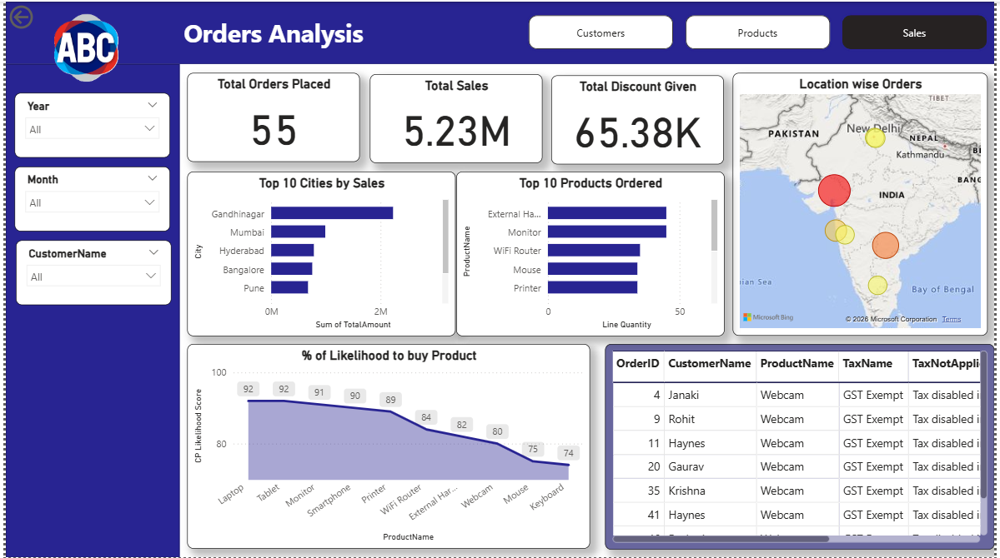 ABC
Orders Analysis
Customers
Products
Sales
Year
All
Month
All
CustomerName
All
Total Orders Placed
55
Total Sales
5.23M
Total Discount Given
65.38K
Location wise Orders
TIBET
PAKISTAN
New Delhi
NEPAL
Kathmandu
INDIA
BANG
Bay of Bengal
ian Sea
Microsoft Bing
© 2026 Microsoft Corporation Terms
Top 10 Cities by Sales
City
Gandhinagar
Mumbai
Hyderabad
Bangalore
Pune
0M 2M
Sum of TotalAmount
Top 10 Products Ordered
ProductName
External Ha...
Monitor
WiFi Router
Mouse
Printer
0 50
Line Quantity
% of Likelihood to buy Product
CP Likelihood Score
100
80
92 92 91 90 89 84 82 80 75 74
Laptop Tablet Monitor Smartphone Printer WiFi Router External Har... Webcam Mouse Keyboard
ProductName
OrderID CustomerName ProductName TaxName TaxNotAppli
4 Janaki Webcam GST Exempt Tax disabled i
9 Rohit Webcam GST Exempt Tax disabled i
11 Haynes Webcam GST Exempt Tax disabled i
20 Gaurav Webcam GST Exempt Tax disabled i
35 Krishna Webcam GST Exempt Tax disabled i
41 Haynes Webcam GST Exempt Tax disabled i